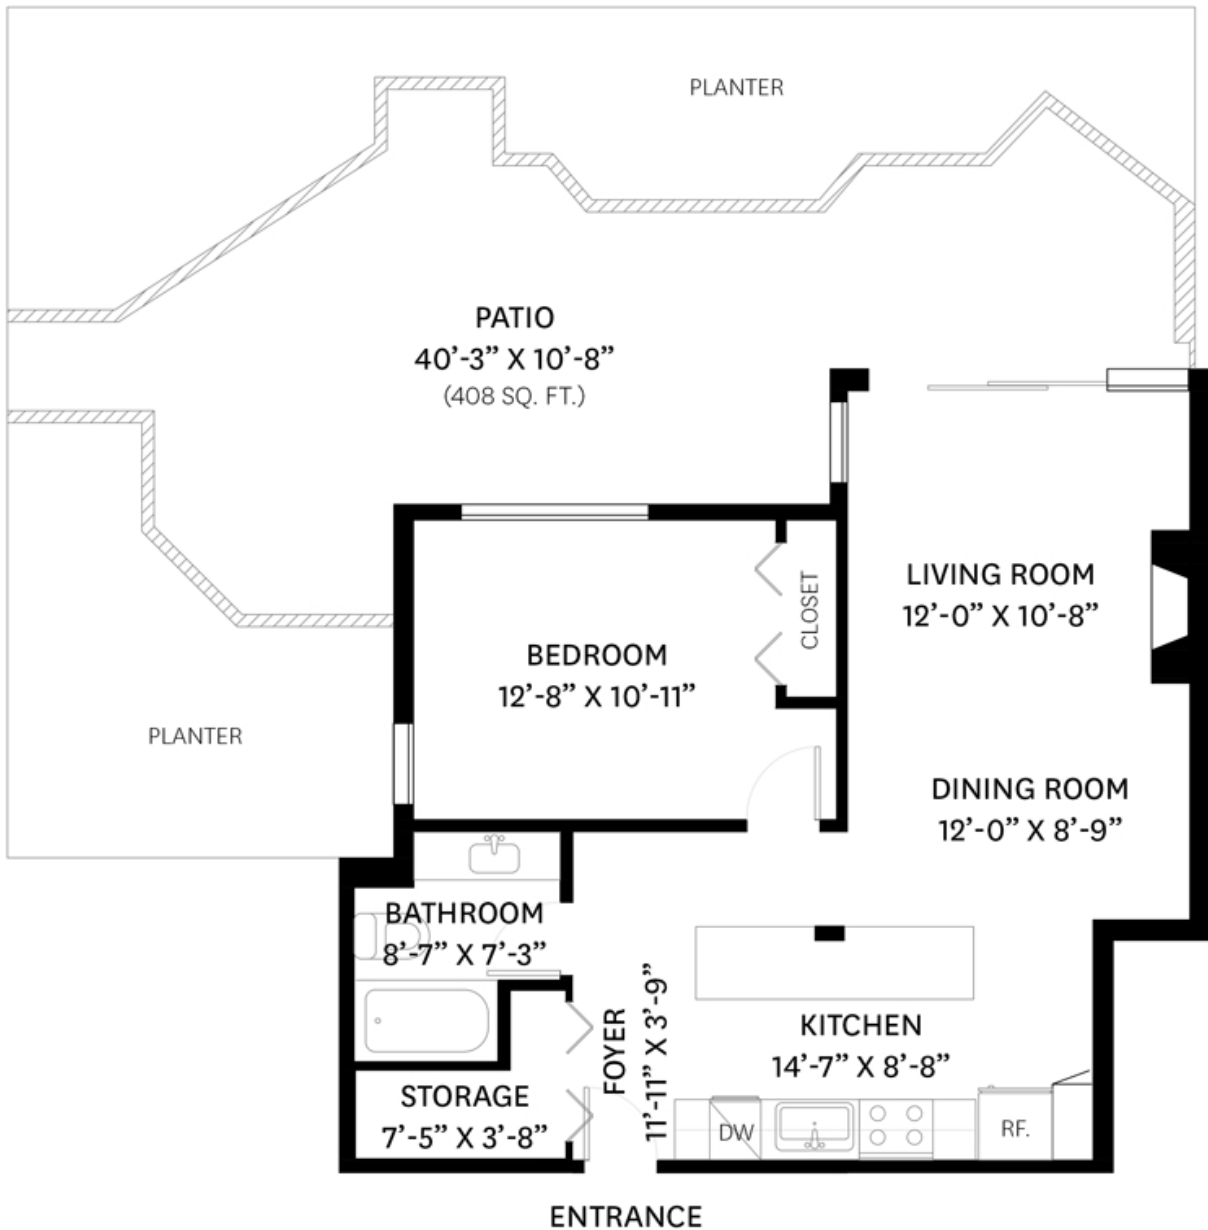 PLANTER
PATIO
40’-3” X 10’-8”
(408 SQ. FT.)
LIVING ROOM
12’-0” X 10’-8”
CLOSET
BEDROOM
12’-8” X 10’-11”
PLANTER
DINING ROOM
12’-0” X 8’-9”
BATHROOM
8’-7” X 7’-3”
FOYER
11’-11” X 3’-9”
KITCHEN
14’-7” X 8’-8”
STORAGE
7’-5” X 3’-8”
DW
RF.
ENTRANCE